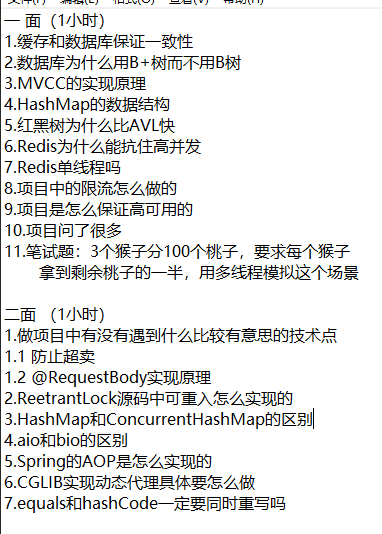 一 面（1小时）
1.缓存和数据库保证一致性
2.数据库为什么用B+树而不用B树
3.MVCC的实现原理
4.HashMap的数据结构
5.红黑树为什么比AVL快
6.Redis为什么能抗住高并发
7.Redis单线程吗
8.项目中的限流怎么做的
9.项目是怎么保证高可用的
10.项目问了很多
11.笔试题：3个猴子分100个桃子，要求每个猴子
拿到剩余桃子的一半，用多线程模拟这个场景
二面 （1小时）
1.做项目中有没有遇到什么比较有意思的技术点
1.1 防止超卖
1.2 @RequestBody实现原理
2.ReetrantLock源码中可重入怎么实现的
3.HashMap和ConcurrentHashMap的区别
4.aio和bio的区别
5.Spring的AOP是怎么实现的
6.CGLIB实现动态代理具体要怎么做
7.equals和hashCode一定要同时重写吗